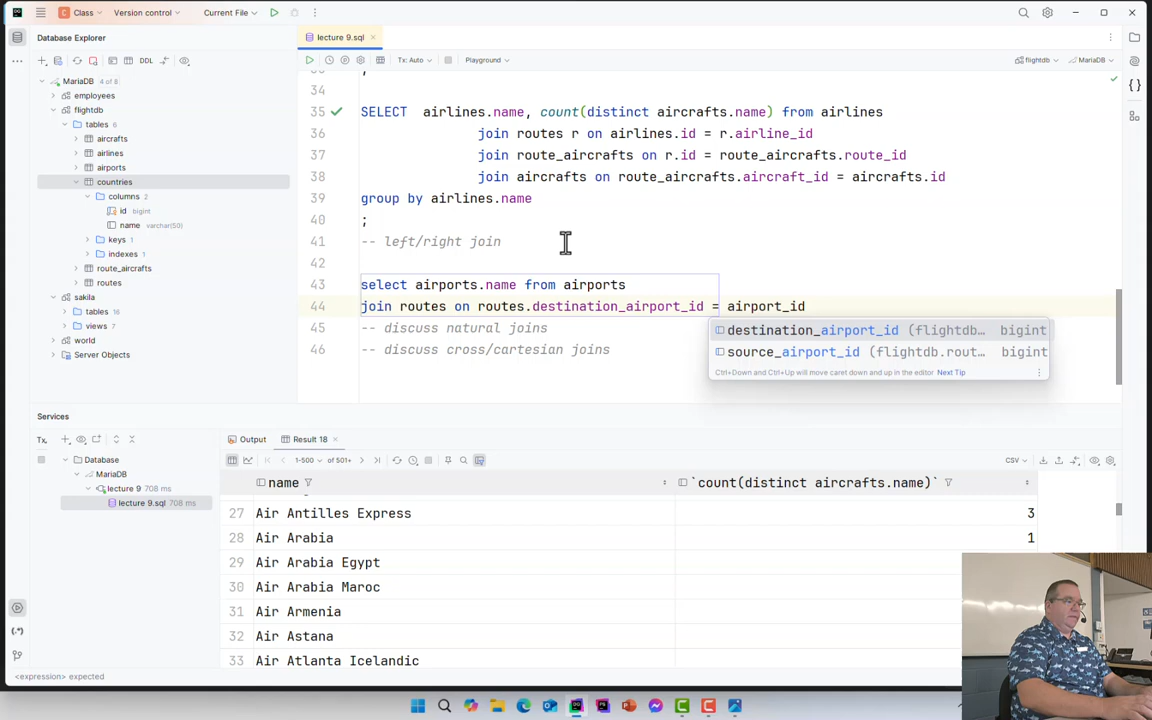 Class
Version control
Current File
Database Explorer
lecture 9.sql
DDL
Tx: Auto
Playground
flightdb
MariaDB
MariaDB 4 of 8
employees
flightdb
tables 6
aircrafts
airlines
airports
countries
columns 2
id bigint
name varchar(50)
keys 1
indexes 1
route_aircrafts
routes
sakila
tables 16
views 7
world
Server Objects
34
35 SELECT airlines.name, count(distinct aircrafts.name) from airlines
36 join routes r on airlines.id = r.airline_id
37 join route_aircrafts on r.id = route_aircrafts.route_id
38 join aircrafts on route_aircrafts.aircraft_id = aircrafts.id
39 group by airlines.name
40 ;
41 -- left/right join
42
43 select airports.name from airports
44 join routes on routes.destination_airport_id = airport_id
45 -- discuss natural joins
46 -- discuss cross/cartesian joins
destination_airport_id (flightdb… bigint
source_airport_id (flightdb.rout… bigint
Ctrl+Down and Ctrl+Up will move caret down and up in the editor Next Tip
Services
Tx
Database
MariaDB
lecture 9 708 ms
lecture 9.sql 708 ms
Output
Result 18
1-500 of 501+
CSV
name
`count(distinct aircrafts.name)`
27 Air Antilles Express 3
28 Air Arabia 1
29 Air Arabia Egypt
30 Air Arabia Maroc
31 Air Armenia
32 Air Astana
33 Air Atlanta Icelandic
<expression> expected